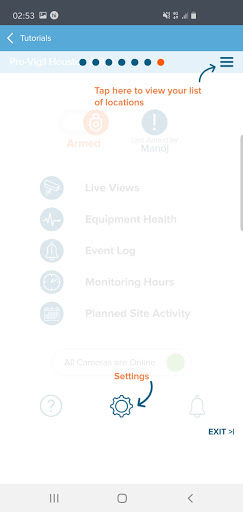 02:53
Tutorials
Pro-Vigil Houst
Tap here to view your list
of locations
Armed
Last Armed by
Manoj
Live Views
Equipment Health
Event Log
Monitoring Hours
Planned Site Activity
All Cameras are Online
Settings
EXIT >|